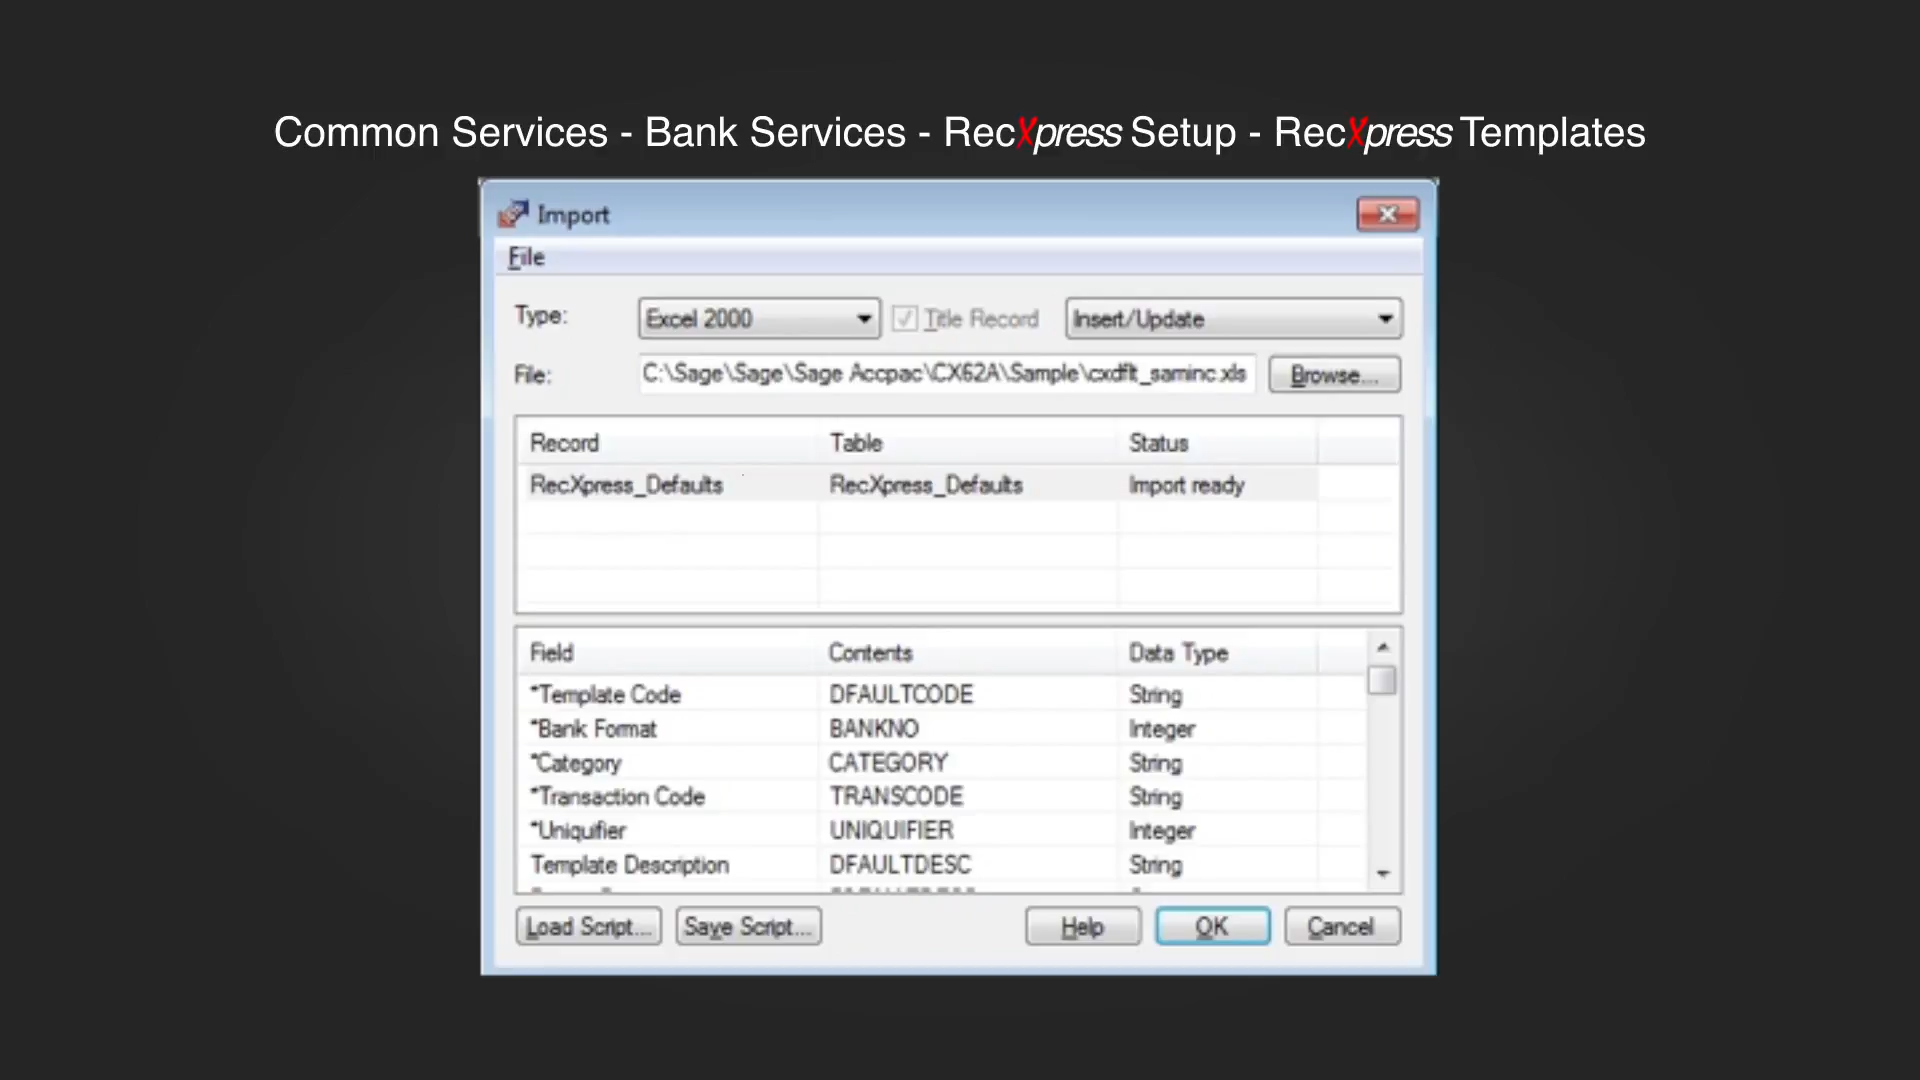 Common Services - Bank Services - RecXpress Setup - RecXpress Templates
Import
File
Type: Excel 2000 Title Record Insert/Update
File: C:\Sage\Sage\Sage Accpac\CX62A\Sample\cxdflt_saminc.xls Browse...
Record Table Status
RecXpress_Defaults RecXpress_Defaults Import ready
Field Contents Data Type
*Template Code DFAULTCODE String
*Bank Format BANKNO Integer
*Category CATEGORY String
*Transaction Code TRANSCODE String
*Uniquifier UNIQUIFIER Integer
Template Description DFAULTDESC String
Load Script... Save Script... Help OK Cancel